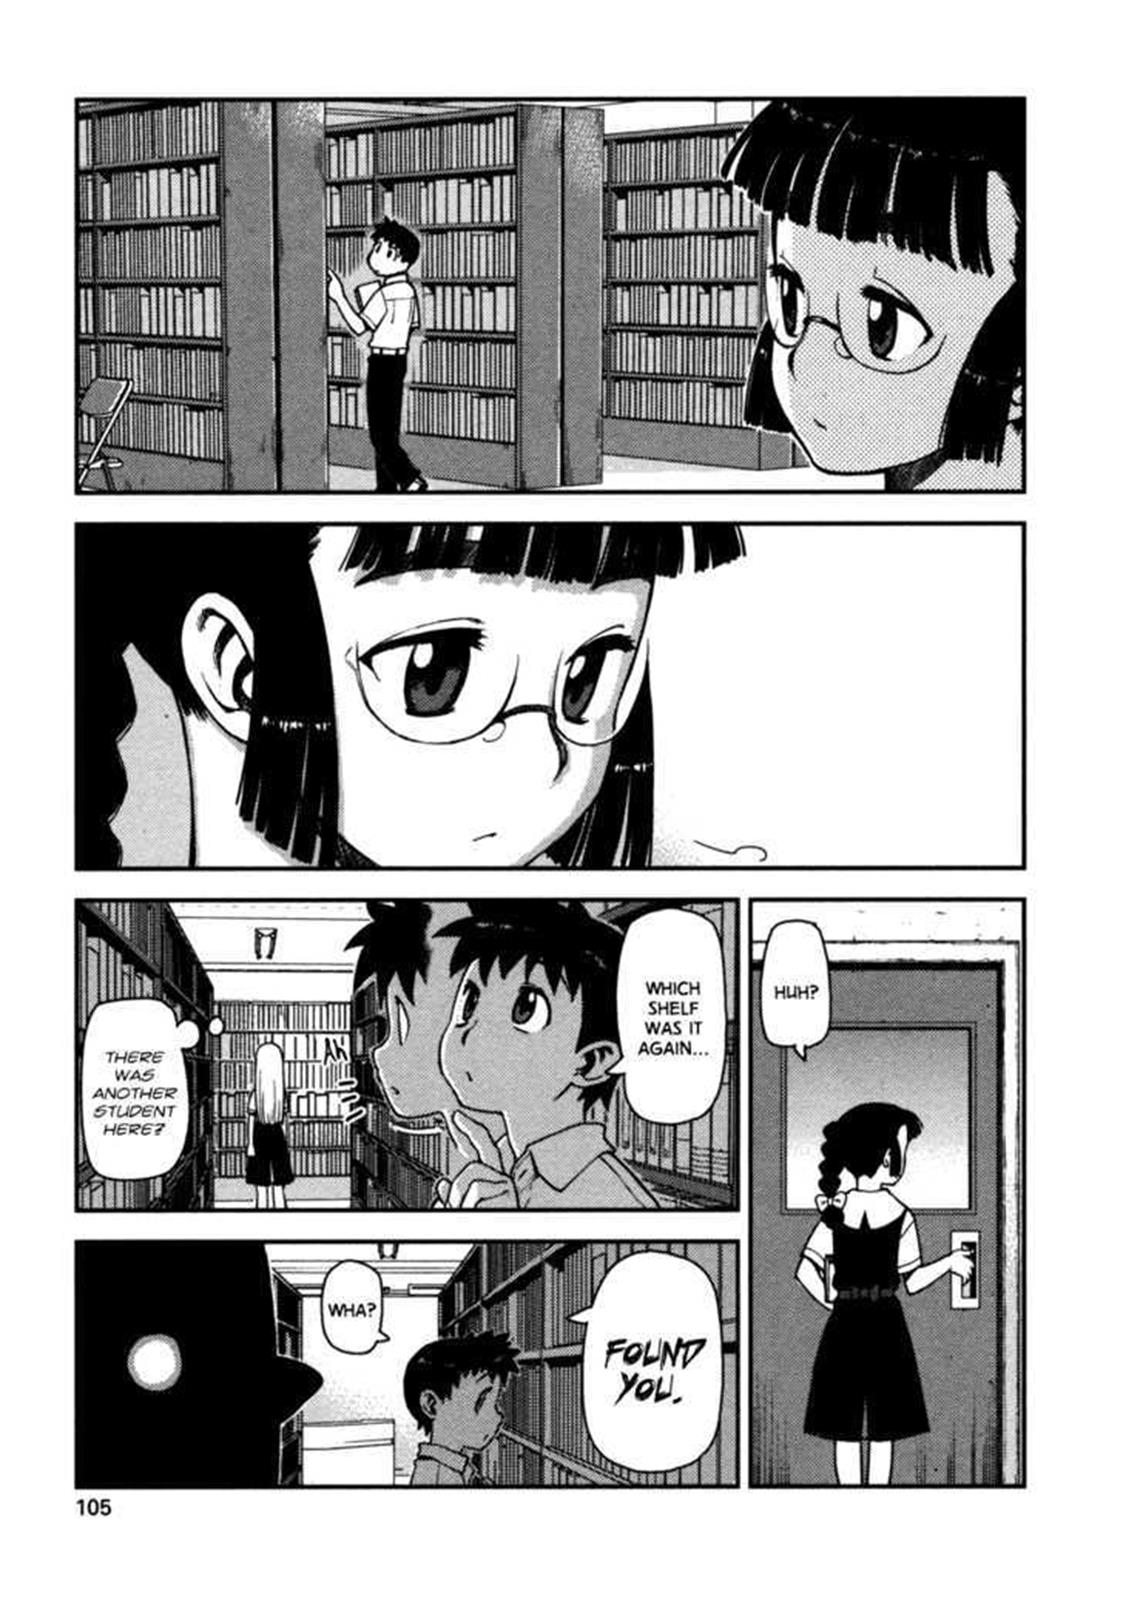 HUH?
WHICH
SHELF
WAS IT
AGAIN...
Ah
THERE
WAS
ANOTHER
STUDENT
HERE?
FOUND
YOU.
WHA?
105